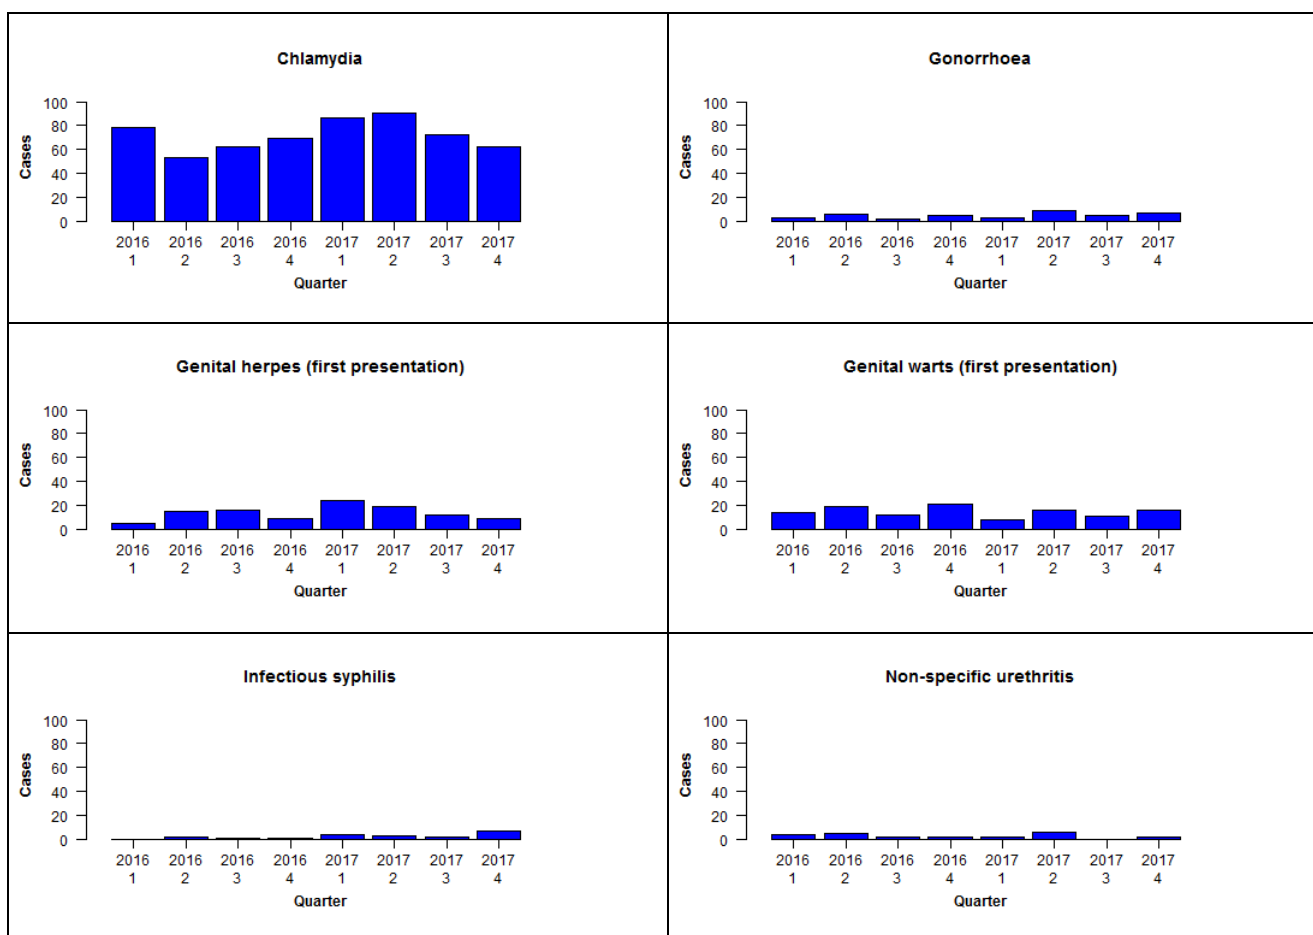 Chlamydia
Cases
100
80
60
40
20
0
2016 2016 2016 2016 2017 2017 2017 2017
1 2 3 4 1 2 3 4
Quarter
Gonorrhoea
Cases
100
80
60
40
20
0
2016 2016 2016 2016 2017 2017 2017 2017
1 2 3 4 1 2 3 4
Quarter
Genital herpes (first presentation)
Cases
100
80
60
40
20
0
2016 2016 2016 2016 2017 2017 2017 2017
1 2 3 4 1 2 3 4
Quarter
Genital warts (first presentation)
Cases
100
80
60
40
20
0
2016 2016 2016 2016 2017 2017 2017 2017
1 2 3 4 1 2 3 4
Quarter
Infectious syphilis
Cases
100
80
60
40
20
0
2016 2016 2016 2016 2017 2017 2017 2017
1 2 3 4 1 2 3 4
Quarter
Non-specific urethritis
Cases
100
80
60
40
20
0
2016 2016 2016 2016 2017 2017 2017 2017
1 2 3 4 1 2 3 4
Quarter